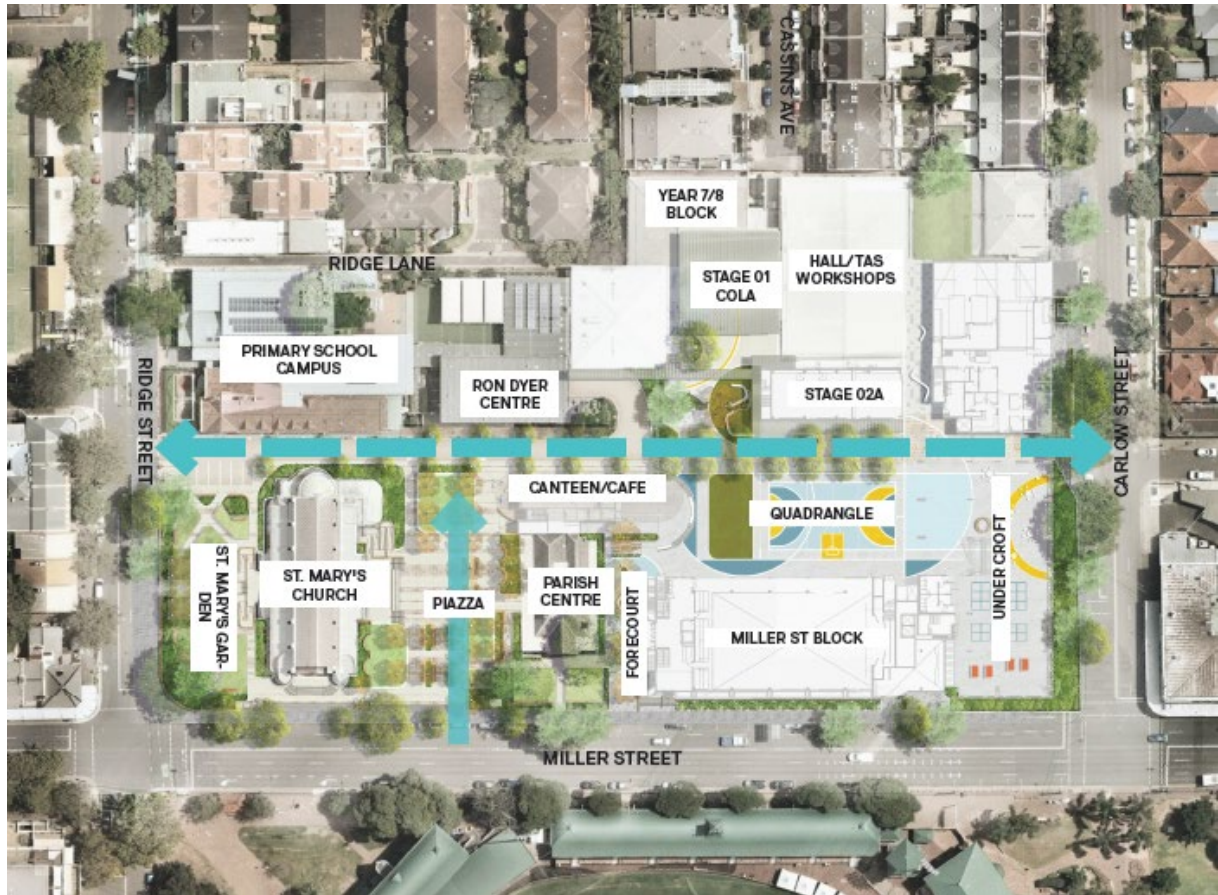 CASSINS AVE
YEAR 7/8
BLOCK
RIDGE LANE
STAGE 01
COLA
HALL/TAS
WORKSHOPS
PRIMARY SCHOOL
CAMPUS
RON DYER
CENTRE
STAGE 02A
RIDGE STREET
CARLOW STREET
CANTEEN/CAFE
QUADRANGLE
ST. MARY'S GAR-
DEN
ST. MARY'S
CHURCH
PIAZZA
PARISH
CENTRE
FORECOURT
MILLER ST BLOCK
UNDER CROFT
MILLER STREET